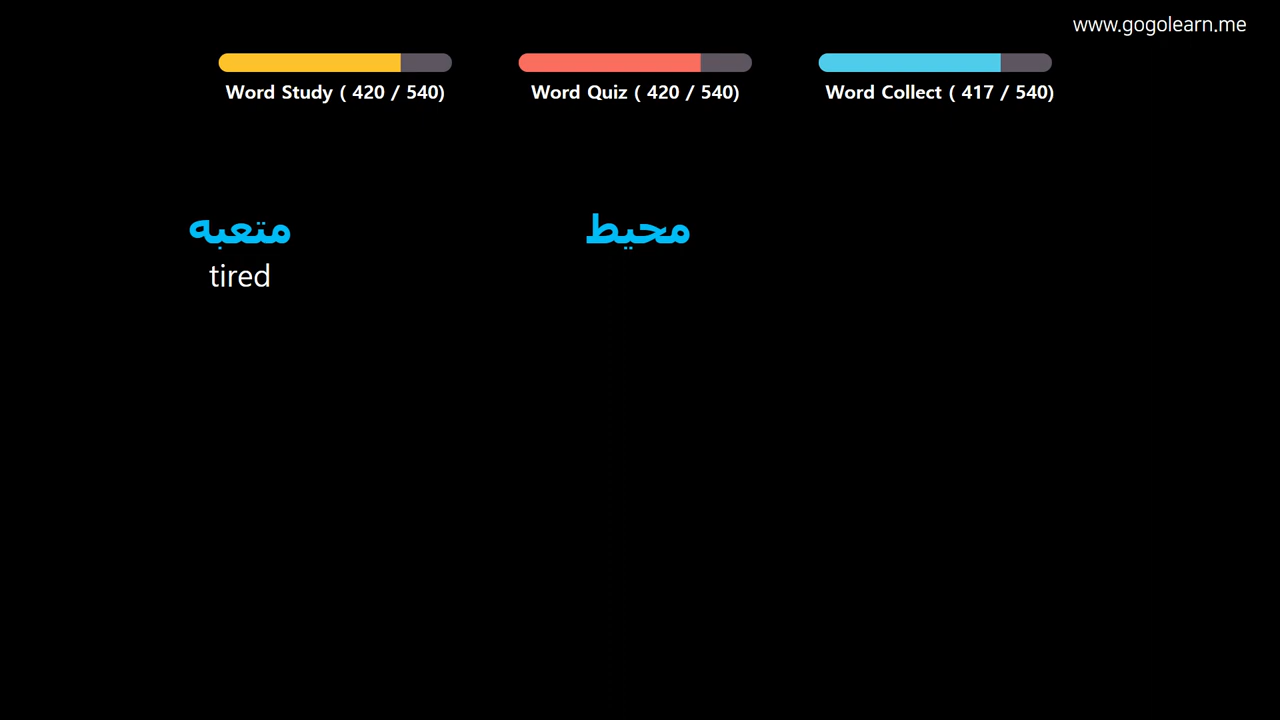 www.gogolearn.me
Word Study ( 420 / 540)
Word Quiz ( 420 / 540)
Word Collect ( 417 / 540)
متعبه
tired
محيط